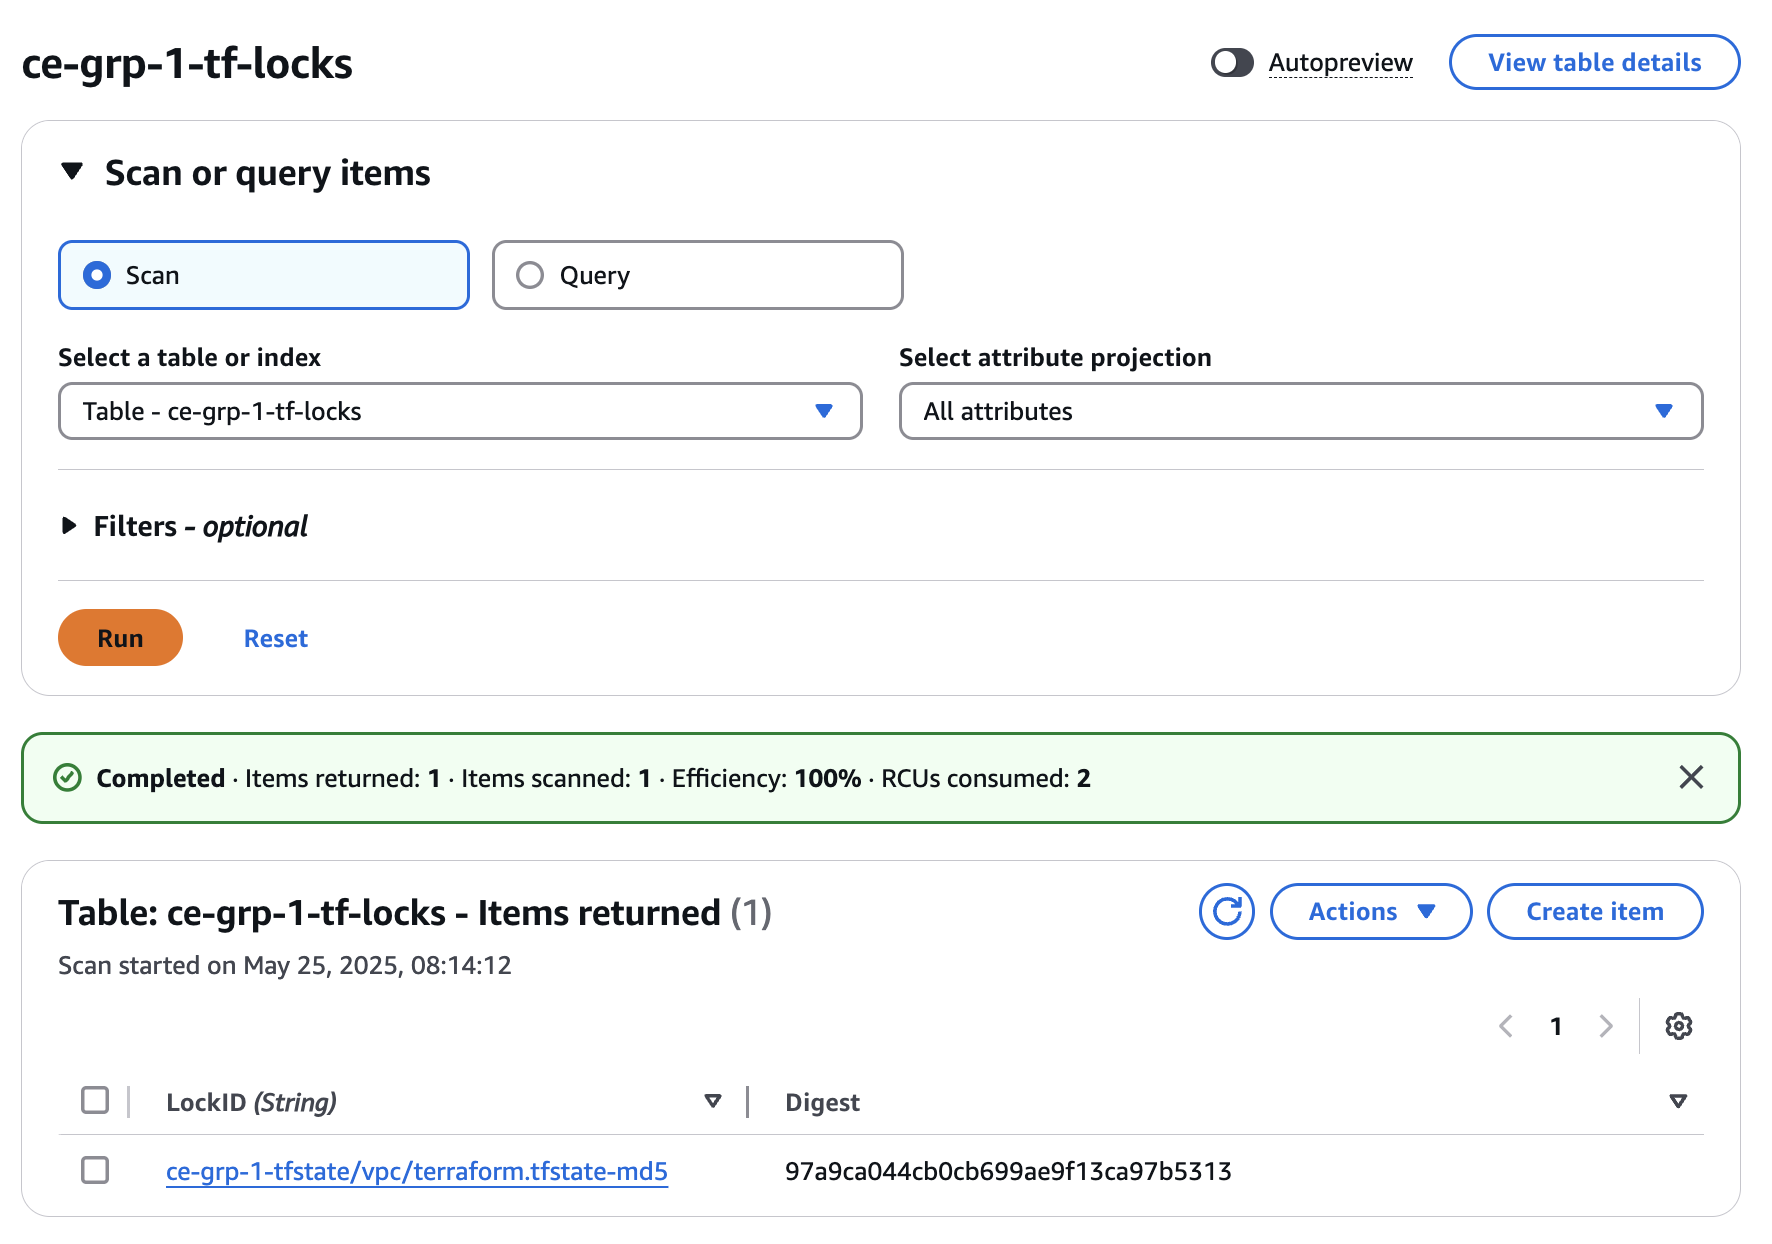 ce-grp-1-tf-locks
Autopreview
View table details
Scan or query items
Scan
Query
Select a table or index
Select attribute projection
Table - ce-grp-1-tf-locks
All attributes
Filters - optional
Run
Reset
Completed · Items returned: 1 · Items scanned: 1 · Efficiency: 100% · RCUs consumed: 2
Table: ce-grp-1-tf-locks - Items returned (1)
Actions
Create item
Scan started on May 25, 2025, 08:14:12
1
LockID (String)
Digest
ce-grp-1-tfstate/vpc/terraform.tfstate-md5
97a9ca044cb0cb699ae9f13ca97b5313